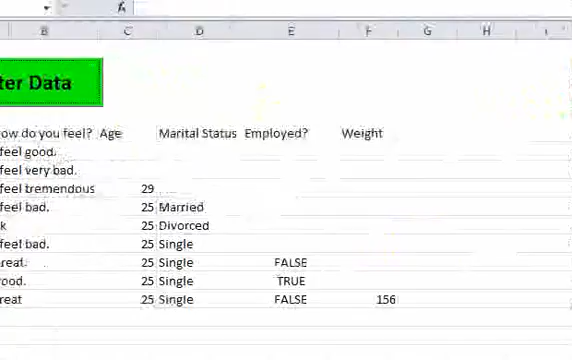 fx
B C D E F G H I
ter Data
ow do you feel? Age Marital Status Employed? Weight
feel good.
feel very bad.
feel tremendous 29
feel bad. 25 Married
k 25 Divorced
feel bad. 25 Single
reat. 25 Single FALSE
ood. 25 Single TRUE
reat 25 Single FALSE 156